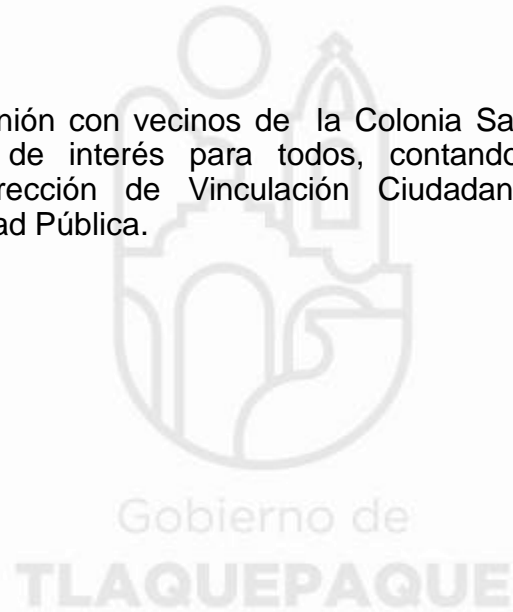 nión con vecinos de la Colonia Sa
de interés para todos, contando
rección de Vinculación Ciudadan
ad Pública.
Gobierno de
TLAQUEPAQUE